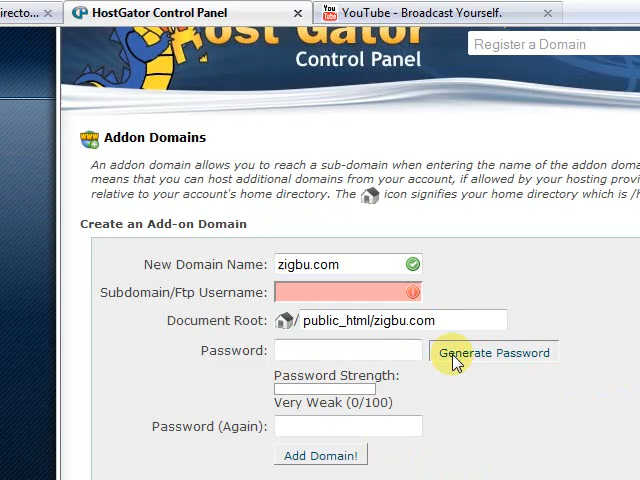 irecto...
HostGator Control Panel
YouTube - Broadcast Yourself.
Host Gator
Control Panel
Register a Domain
Addon Domains
An addon domain allows you to reach a sub-domain when entering the name of the addon
means that you can host additional domains from your account, if allowed by your hosting
relative to your account's home directory. The icon signifies your home directory which is
Create an Add-on Domain
New Domain Name: zigbu.com
Subdomain/Ftp Username:
Document Root: / public_html/zigbu.com
Password: Generate Password
Password Strength:
Very Weak (0/100)
Password (Again):
Add Domain!